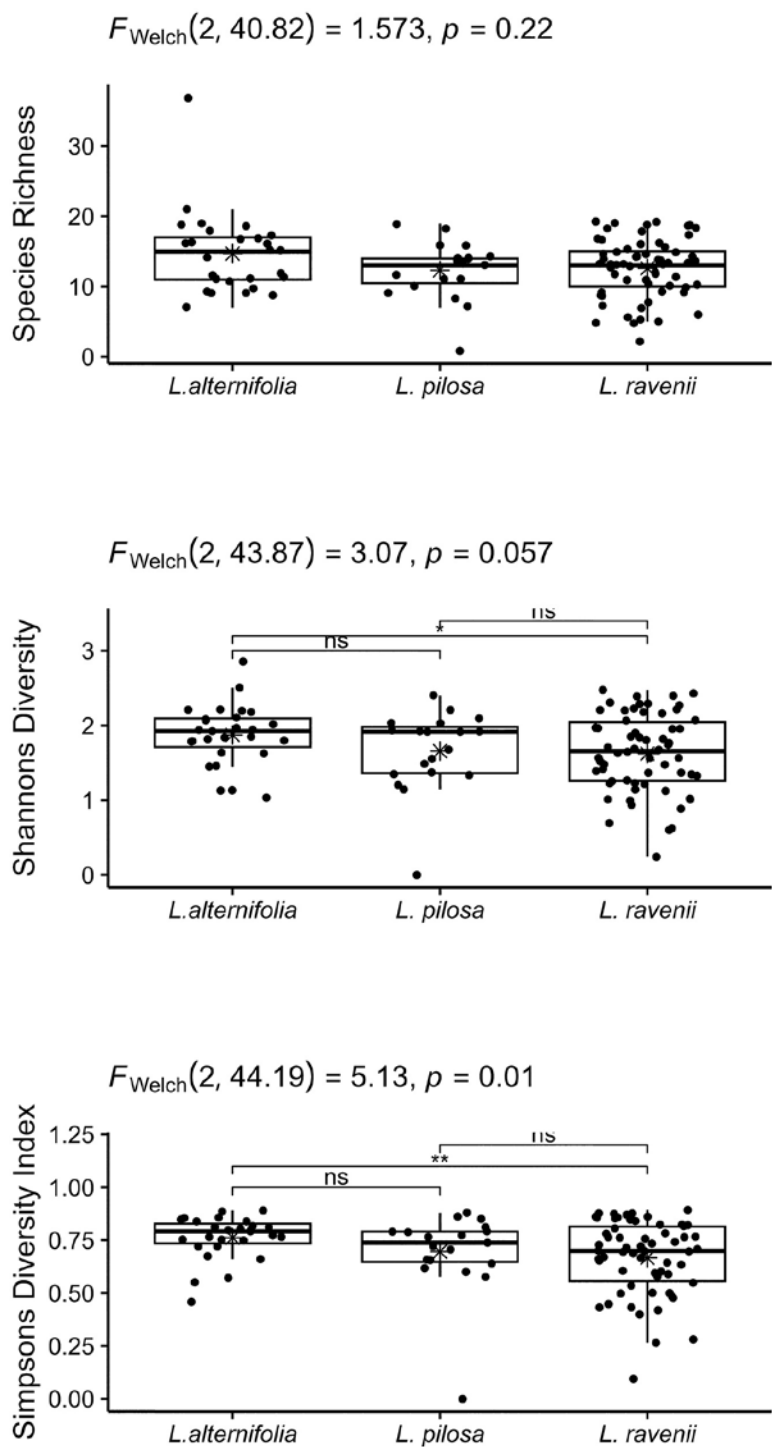 F_Welch(2, 40.82) = 1.573, p = 0.22
Species Richness
30
20
10
0
L.alternifolia L. pilosa L. ravenii
F_Welch(2, 43.87) = 3.07, p = 0.057
Shannons Diversity
ns
*
ns
3
2
1
0
L.alternifolia L. pilosa L. ravenii
F_Welch(2, 44.19) = 5.13, p = 0.01
Simpsons Diversity Index
1.25
ns
**
1.00
ns
0.75
0.50
0.25
0.00
L.alternifolia L. pilosa L. ravenii